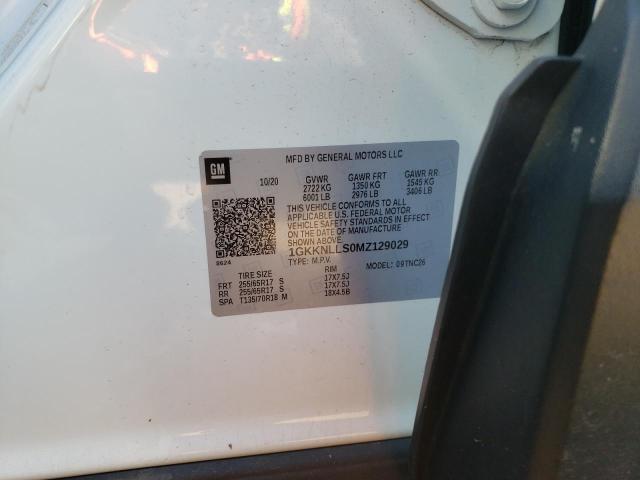 GM
MFD BY GENERAL MOTORS LLC
10/20 GVWR GAWR FRT GAWR RR
2722 KG 1350 KG 1545 KG
6001 LB 2976 LB 3406 LB
THIS VEHICLE CONFORMS TO ALL
APPLICABLE U.S. FEDERAL MOTOR
VEHICLE SAFETY STANDARDS IN EFFECT
ON THE DATE OF MANUFACTURE
SHOWN ABOVE.
1GKKNLLS0MZ129029
8624 TYPE: M.P.V. MODEL: 09TNC26
TIRE SIZE RIM
FRT 255/65R17 S 17X7.5J
RR 255/65R17 S 17X7.5J
SPA T135/70R18 M 18X4.5B